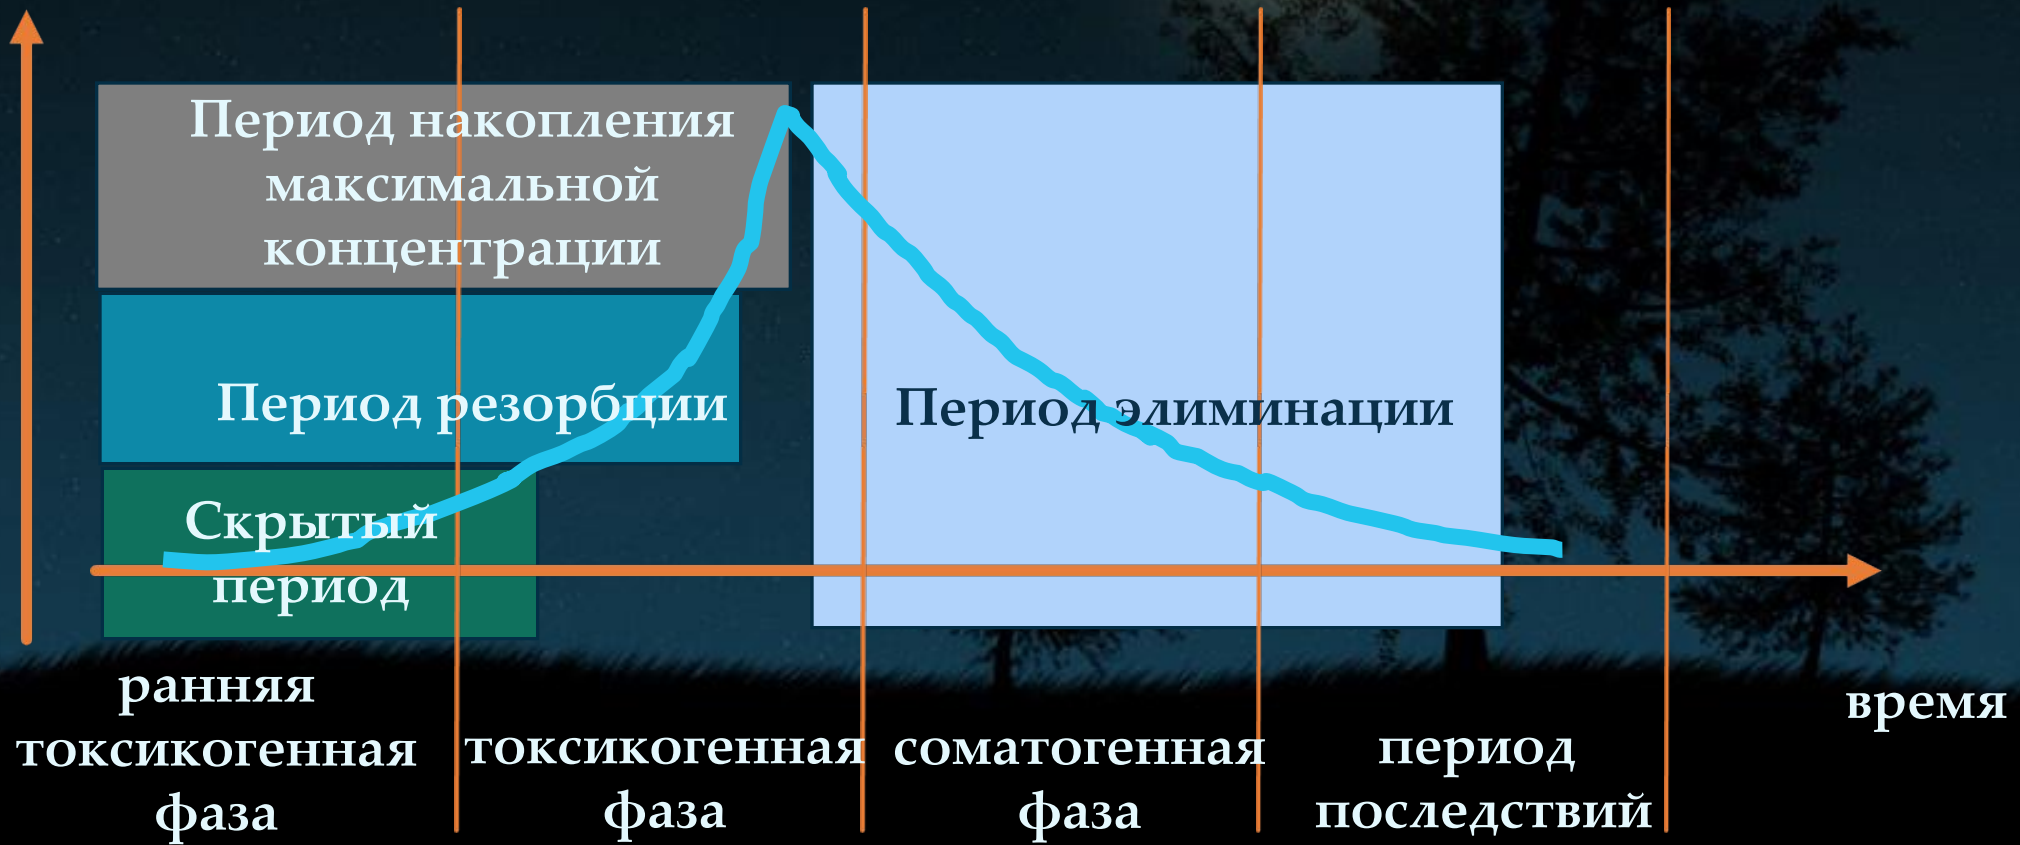 Период накопления
максимальной
концентрации
Период резорбции
Скрытый
период
Период элиминации
ранняя
токсикогенная
фаза
токсикогенная
фаза
соматогенная
фаза
период
последствий
время